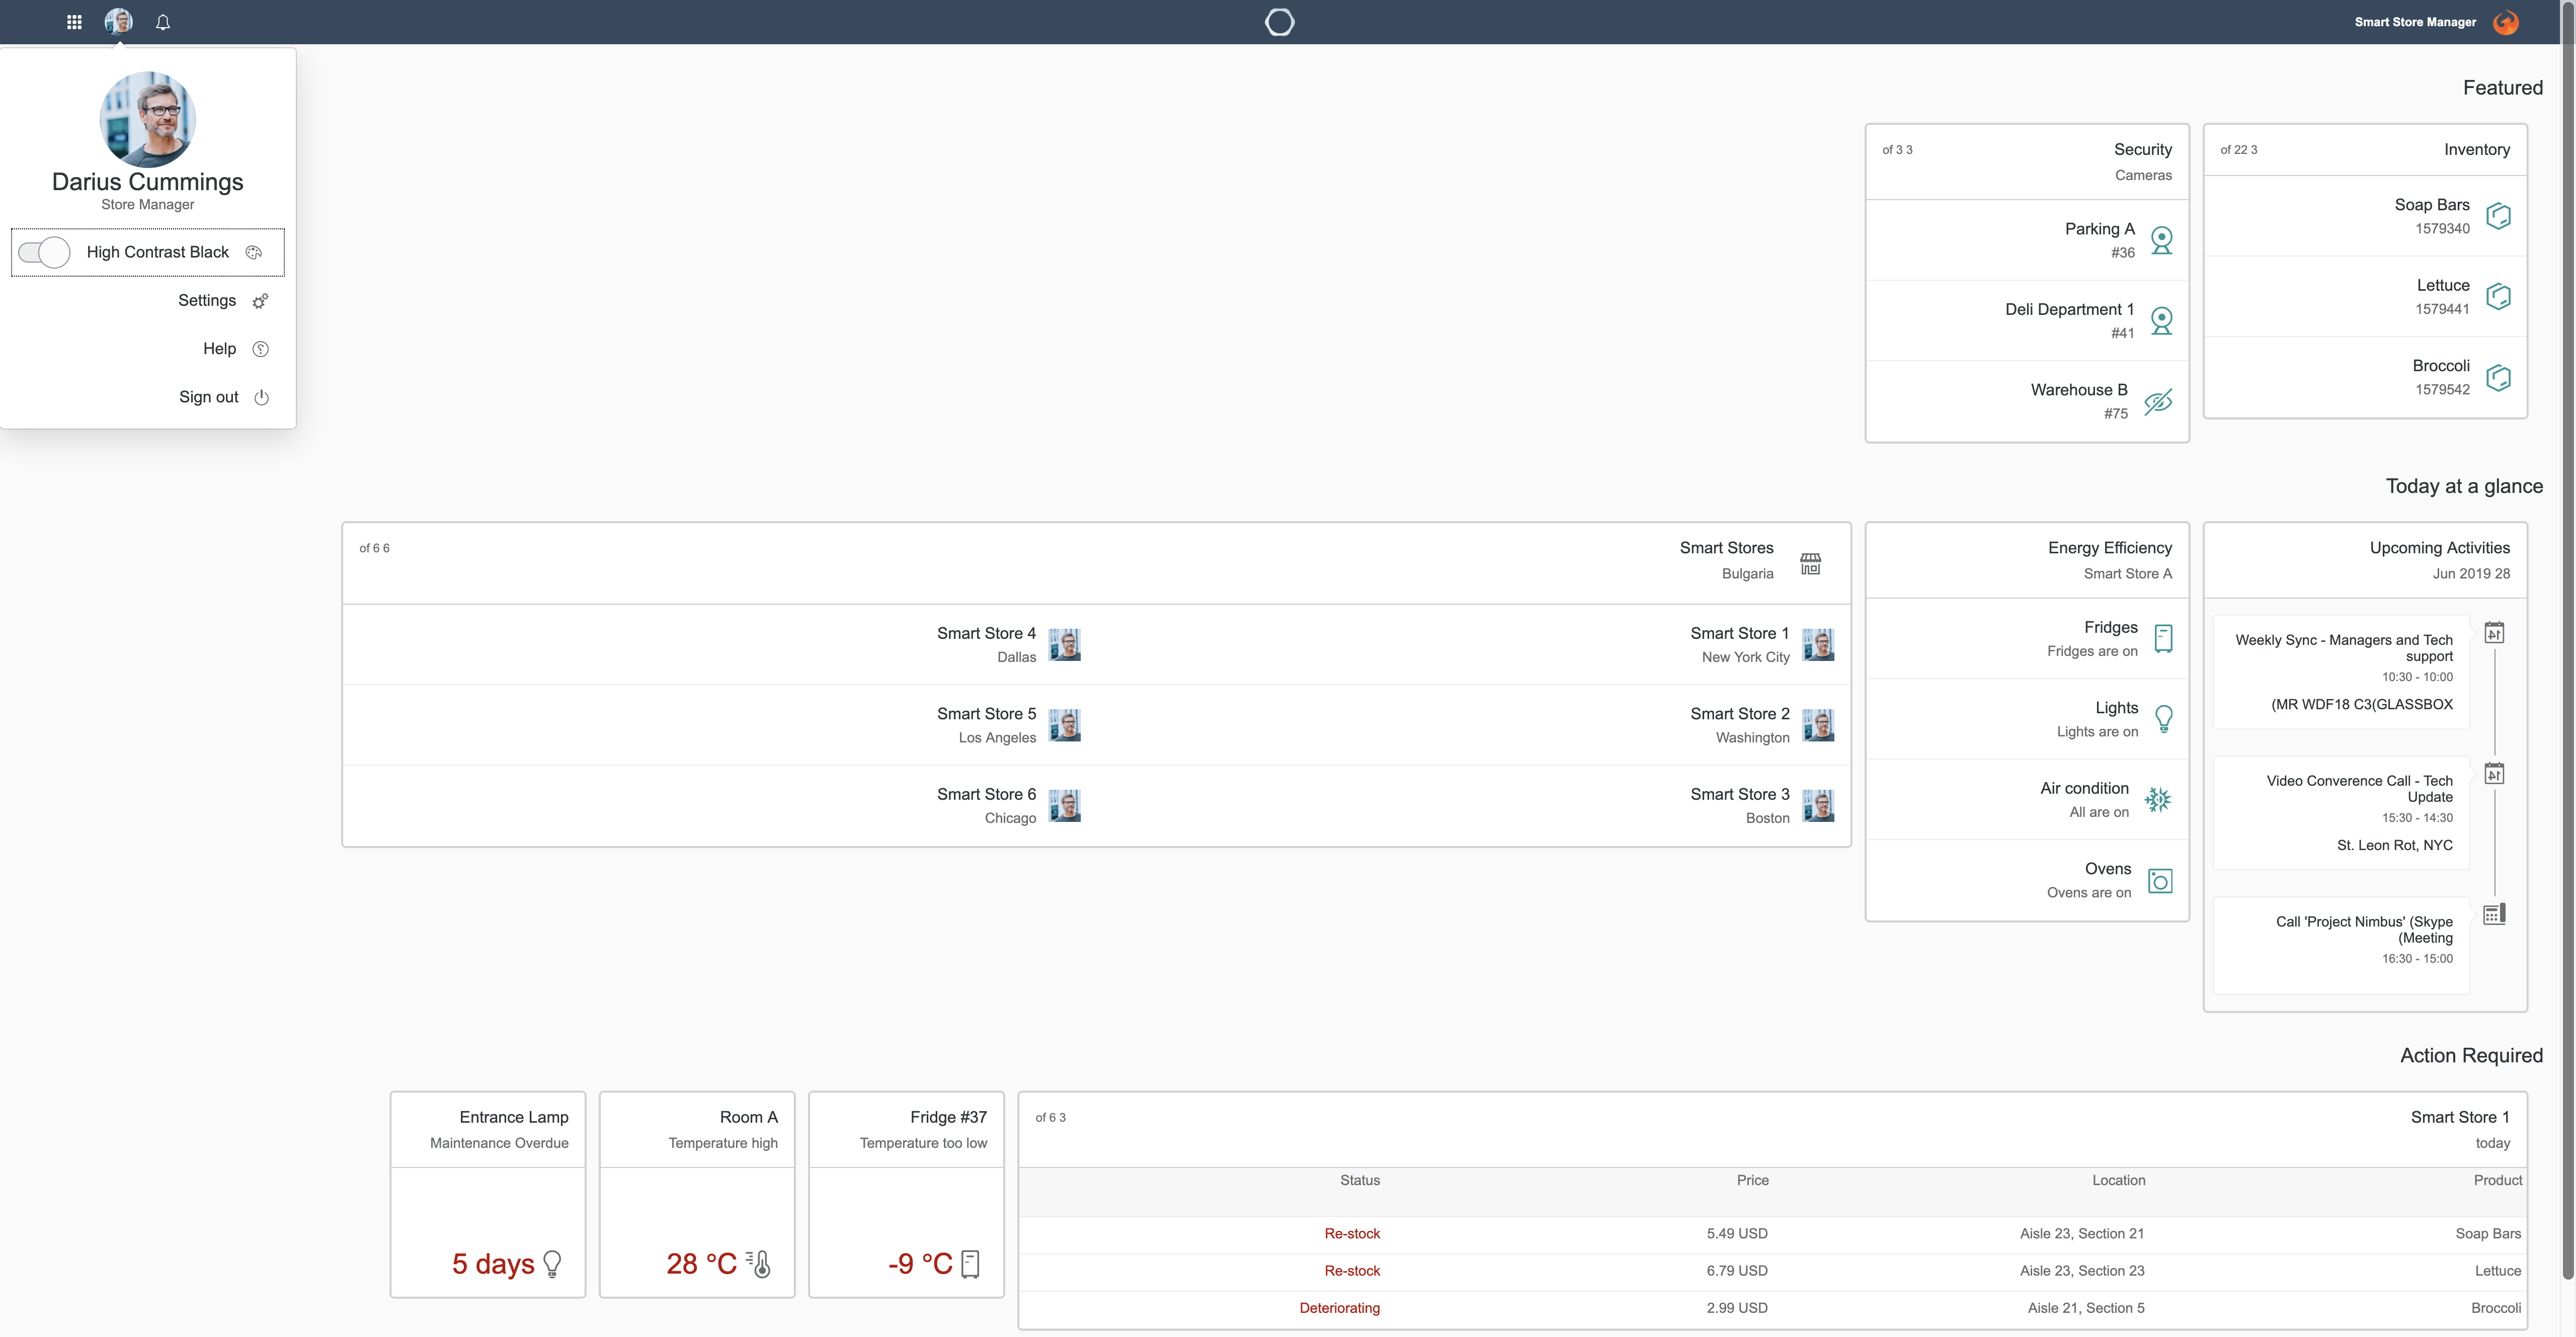 Smart Store Manager
Darius Cummings
Store Manager
High Contrast Black
Settings
Help
Sign out
Featured
Inventory
of 22 3
Soap Bars
1579340
Lettuce
1579441
Broccoli
1579542
Security
of 3 3
Cameras
Parking A
#36
Deli Department 1
#41
Warehouse B
#75
Today at a glance
Upcoming Activities
Jun 2019 28
Weekly Sync - Managers and Tech
support
10:30 - 10:00
(MR WDF18 C3(GLASSBOX
Video Converence Call - Tech
Update
15:30 - 14:30
St. Leon Rot, NYC
Call 'Project Nimbus' (Skype
(Meeting
16:30 - 15:00
Energy Efficiency
Smart Store A
Fridges
Fridges are on
Lights
Lights are on
Air condition
All are on
Ovens
Ovens are on
Smart Stores
of 6 6
Bulgaria
Smart Store 1
New York City
Smart Store 2
Washington
Smart Store 3
Boston
Smart Store 4
Dallas
Smart Store 5
Los Angeles
Smart Store 6
Chicago
Action Required
Smart Store 1
of 6 3
today
Product Location Price Status
Soap Bars Aisle 23, Section 21 5.49 USD Re-stock
Lettuce Aisle 23, Section 23 6.79 USD Re-stock
Broccoli Aisle 21, Section 5 2.99 USD Deteriorating
Fridge #37
Temperature too low
-9 °C
Room A
Temperature high
28 °C
Entrance Lamp
Maintenance Overdue
5 days